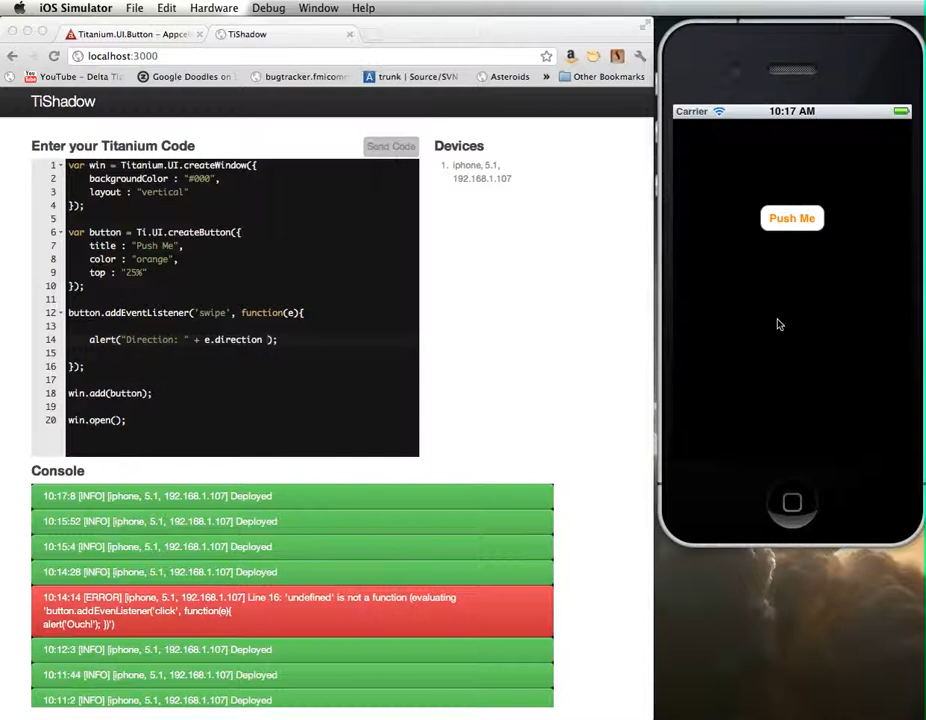 iOS Simulator File Edit Hardware Debug Window Help
Titanium.UI.Button - Appcel
TiShadow
localhost:3000
YouTube - Delta Ti
Google Doodles on
bugtracker.fmicomm
trunk | Source/SVN
Asteroids
»
Other Bookmarks
TiShadow
Enter your Titanium Code
Send Code
1 var win = Titanium.UI.createWindow({
2 backgroundColor : "#000",
3 layout : "vertical"
4 });
5
6 var button = Ti.UI.createButton({
7 title : "Push Me",
8 color : "orange",
9 top : "25%"
10 });
11
12 button.addEventListener('swipe', function(e){
13
14 alert("Direction: " + e.direction );
15
16 });
17
18 win.add(button);
19
20 win.open();
Devices
1. iphone, 5.1,
192.168.1.107
Console
10:17:8 [INFO] [iphone, 5.1, 192.168.1.107] Deployed
10:15:52 [INFO] [iphone, 5.1, 192.168.1.107] Deployed
10:15:4 [INFO] [iphone, 5.1, 192.168.1.107] Deployed
10:14:28 [INFO] [iphone, 5.1, 192.168.1.107] Deployed
10:14:14 [ERROR] [iphone, 5.1, 192.168.1.107] Line 16: 'undefined' is not a function (evaluating
'button.addEvenListener('click', function(e){
alert('Ouch!'); })')
10:12:3 [INFO] [iphone, 5.1, 192.168.1.107] Deployed
10:11:44 [INFO] [iphone, 5.1, 192.168.1.107] Deployed
10:11:2 [INFO] [iphone, 5.1, 192.168.1.107] Deployed
Carrier 10:17 AM
Push Me